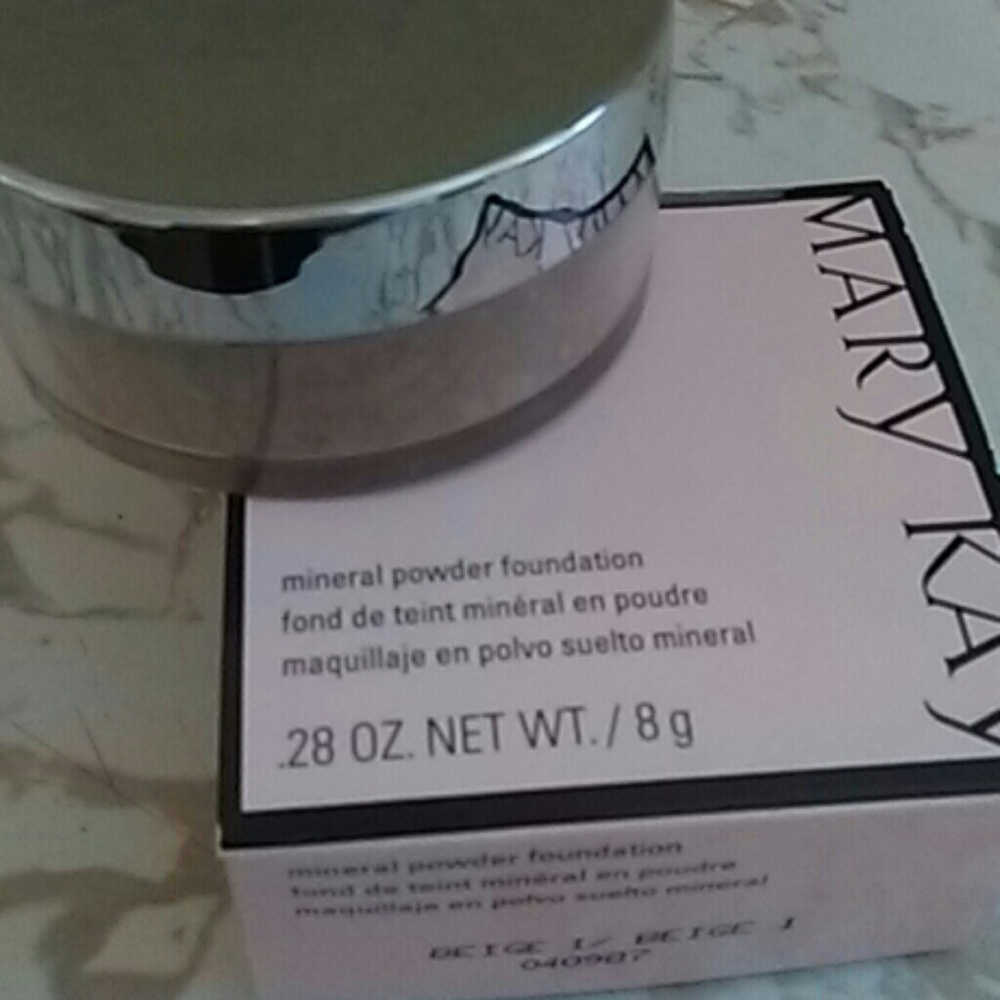 MARY KAY
mineral powder foundation
fond de teint minéral en poudre
maquillaje en polvo suelto mineral
.28 OZ. NET WT. / 8 g
mineral powder foundation
fond de teint minéral en poudre
maquillaje en polvo suelto mineral
BEIGE 1/ BEIGE 1
040987